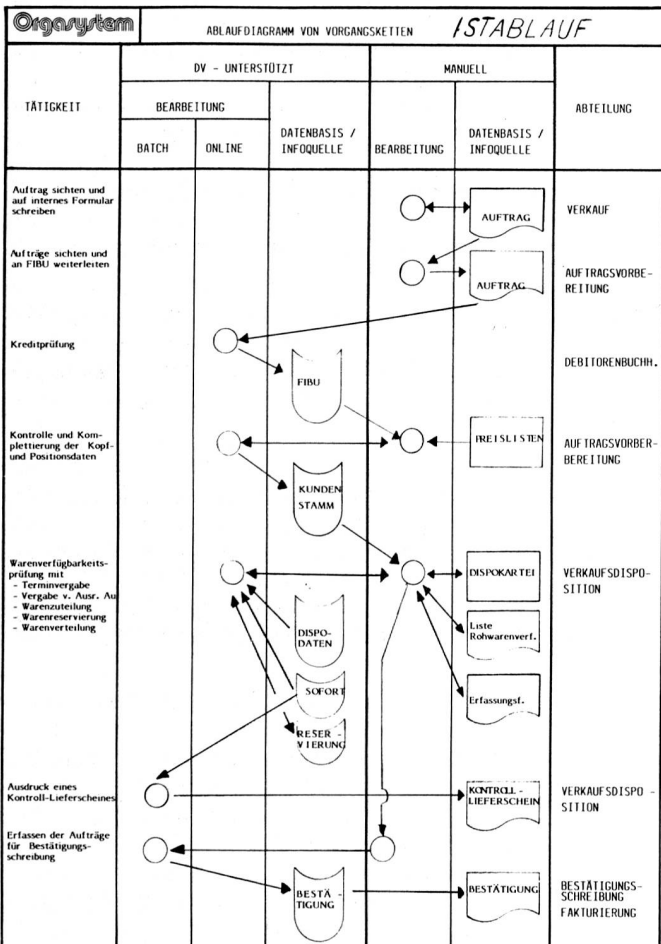 Orgasystem
ABLAUFDIAGRAMM VON VORGANGSKETTEN
ISTABLAUF
TÄTIGKEIT
DV - UNTERSTÜTZT
MANUELL
ABTEILUNG
BEARBEITUNG
BATCH
ONLINE
DATENBASIS /
INFOQUELLE
BEARBEITUNG
DATENBASIS /
INFOQUELLE
Auftrag sichten und
auf internes Formular
schreiben
AUFTRAG
VERKAUF
Aufträge sichten und
an FIBU weiterleiten
AUFTRAG
AUFTRAGSVORBE-
REITUNG
Kreditprüfung
FIBU
DEBITORENBUCHH.
Kontrolle und Kom-
plettierung der Kopf-
und Positionsdaten
KUNDEN
STAMM
PREISLISTEN
AUFTRAGSVORBER-
BEREITUNG
Warenverfügbarkeits-
prüfung mit
- Terminvergabe
- Vergabe v. Ausr. Au
- Warenzuteilung
- Warenreservierung
- Warenverteilung
DISPO-
DATEN
SOFORT
RESER -
VIERUNG
DISPOKARTEI
Liste
Rohwarenverf.
Erfassungsf.
VERKAUFSDISPO-
SITION
Ausdruck eines
Kontroll-Lieferscheines
KONTROLL -
LIEFERSCHEIN
VERKAUFSDISPO -
SITION
Erfassen der Aufträge
für Bestätigungs-
schreibung
BESTÄ -
TIGUNG
BESTÄTIGUNG
BESTÄTIGUNGS-
SCHREIBUNG
FAKTURIERUNG